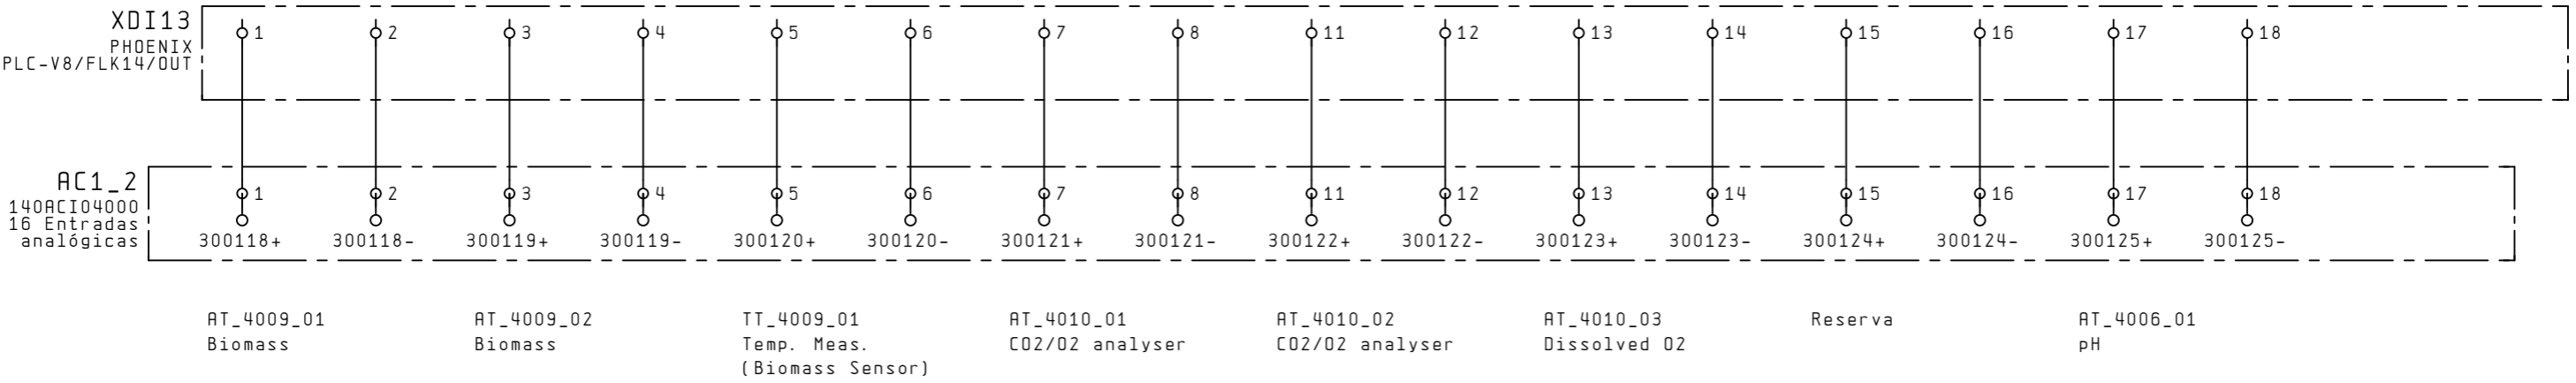 XDI13
PHOENIX
PLC-V8/FLK14/OUT
1 2 3 4 5 6 7 8 11 12 13 14 15 16 17 18
AC1_2
140ACI04000
16 Entradas
analógicas
1 2 3 4 5 6 7 8 11 12 13 14 15 16 17 18
300118+ 300118- 300119+ 300119- 300120+ 300120- 300121+ 300121- 300122+ 300122- 300123+ 300123- 300124+ 300124- 300125+ 300125-
AT_4009_01
Biomass
AT_4009_02
Biomass
TT_4009_01
Temp. Meas.
(Biomass Sensor)
AT_4010_01
CO2/O2 analyser
AT_4010_02
CO2/O2 analyser
AT_4010_03
Dissolved O2
Reserva
AT_4006_01
pH